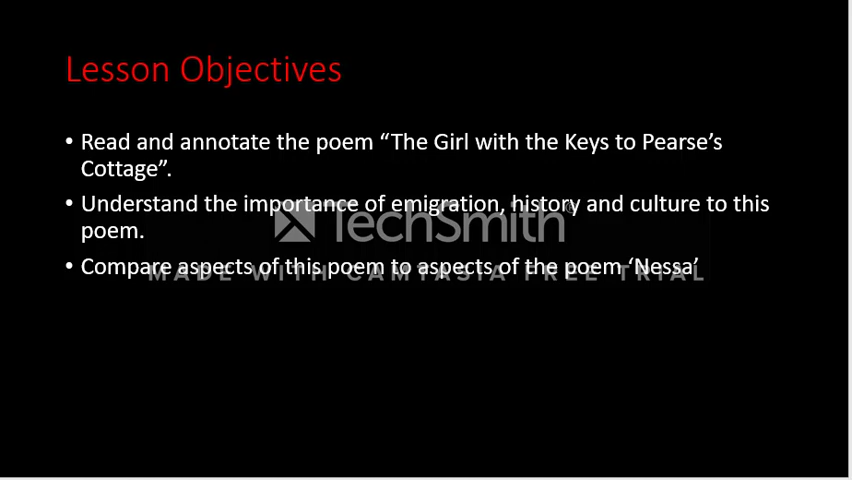 Lesson Objectives
• Read and annotate the poem “The Girl with the Keys to Pearse’s
Cottage”.
• Understand the importance of emigration, history and culture to this
poem.
TechSmith®
• Compare aspects of this poem to aspects of the poem ‘Nessa’
MADE WITH CAMTASIA FREE TRIAL